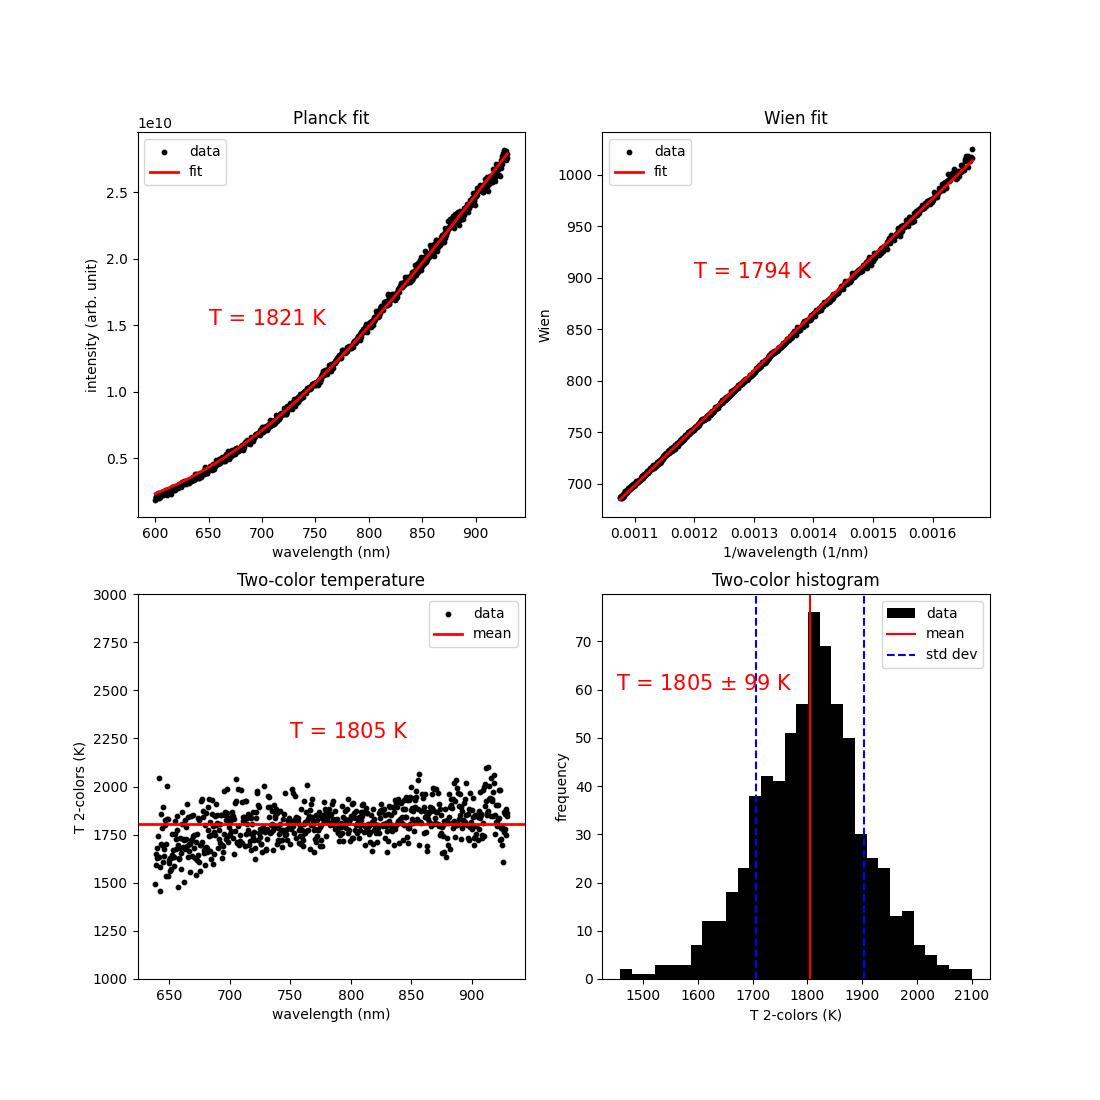 Planck fit
1e10
data
fit
T = 1821 K
intensity (arb. unit)
2.5
2.0
1.5
1.0
0.5
600 650 700 750 800 850 900
wavelength (nm)
Wien fit
data
fit
T = 1794 K
Wien
1000
950
900
850
800
750
700
0.0011 0.0012 0.0013 0.0014 0.0015 0.0016
1/wavelength (1/nm)
Two-color temperature
data
mean
T = 1805 K
T 2-colors (K)
3000
2750
2500
2250
2000
1750
1500
1250
1000
650 700 750 800 850 900
wavelength (nm)
Two-color histogram
data
mean
std dev
T = 1805 ± 99 K
frequency
70
60
50
40
30
20
10
0
1500 1600 1700 1800 1900 2000 2100
T 2-colors (K)